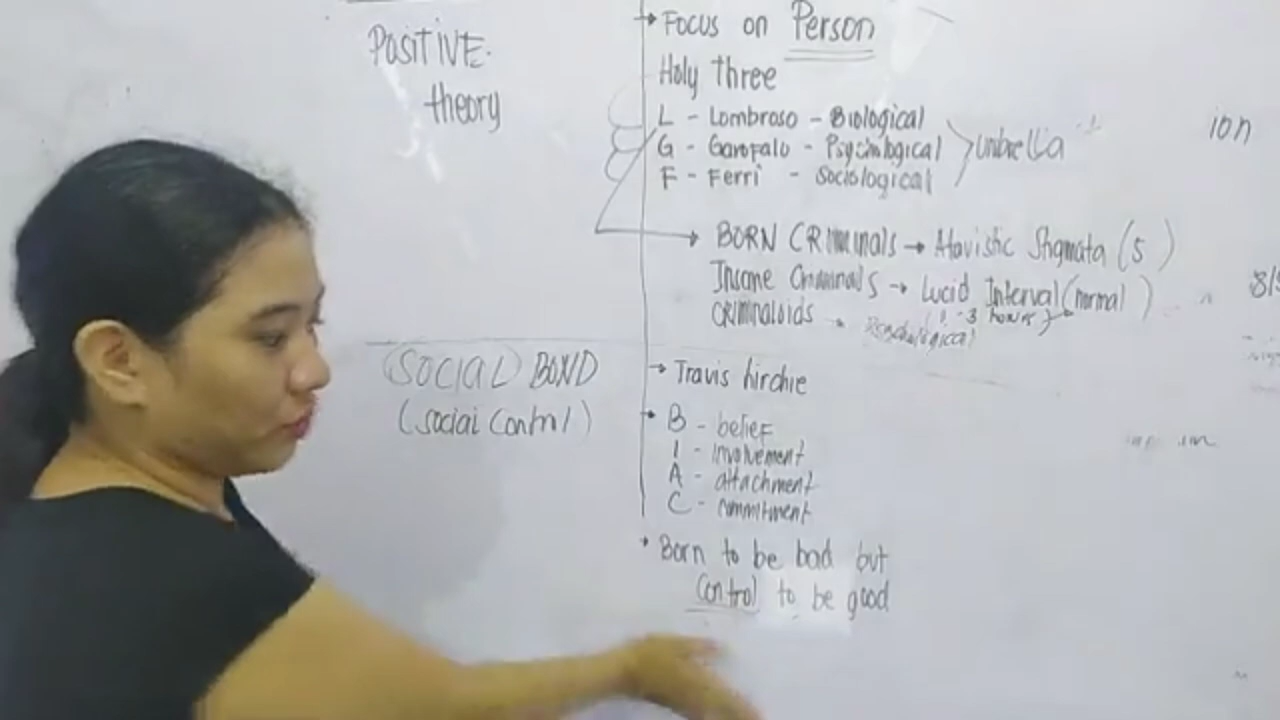 Positive theory
→ Focus on Person
Holy three
L - Lombroso - Biological
G - Garofalo - Psychological
F - Ferri - Sociological
umbrella
ion
→ BORN CRIMINALS → Atavistic Stigmata (5 )
Insane Criminals → Lucid Interval (normal )
(1-3 hours)
CRIMINALOIDS
SOCIAL BOND
(Social Control)
→ Travis hirchie
B - belief
I - involvement
A - attachment
C - commitment
Born to be bad but
control to be good